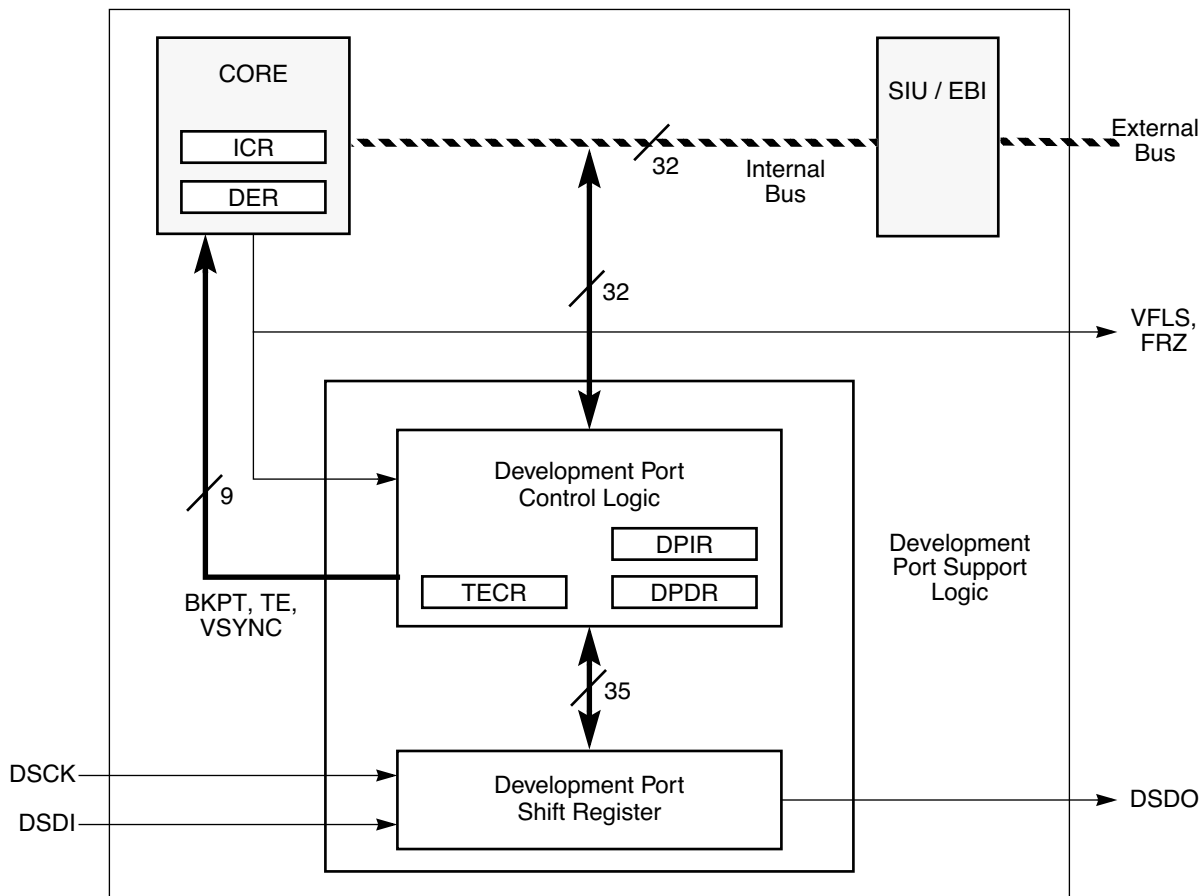 CORE
ICR
DER
SIU / EBI
External
Bus
32
Internal
Bus
32
VFLS,
FRZ
9
Development Port
Control Logic
DPIR
TECR
DPDR
Development
Port Support
Logic
BKPT, TE,
VSYNC
35
DSCK
DSDI
Development Port
Shift Register
DSDO